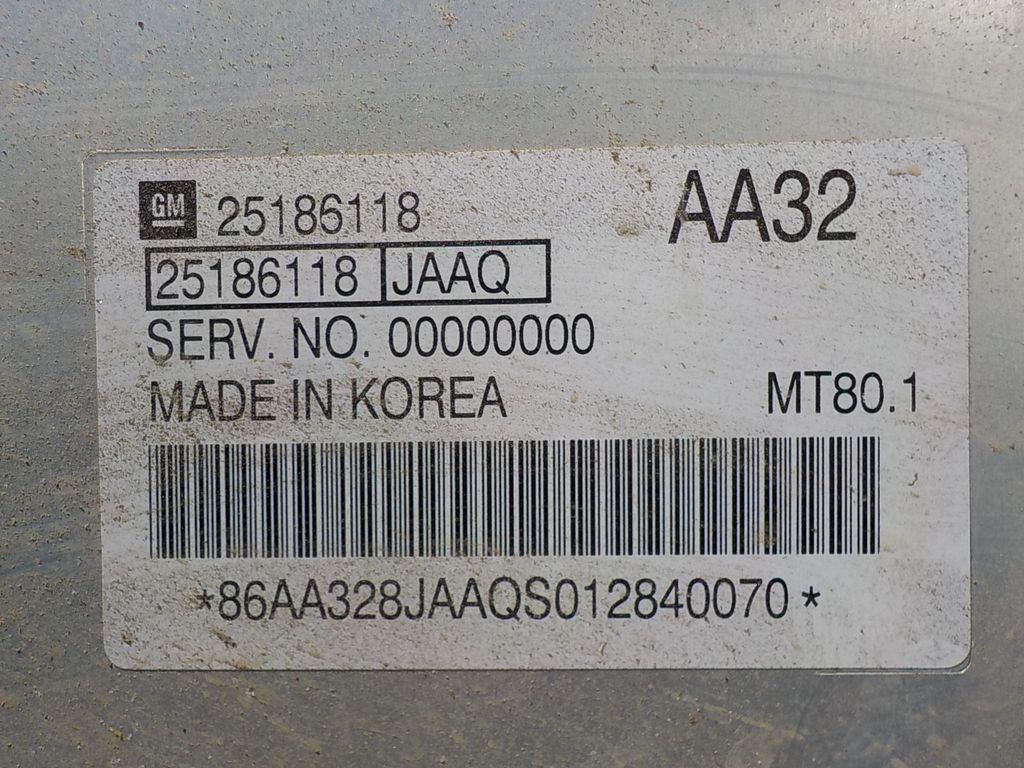 GM 25186118 AA32
25186118 JAAQ
SERV. NO. 00000000
MADE IN KOREA MT80.1
*86AA328JAAQS012840070*